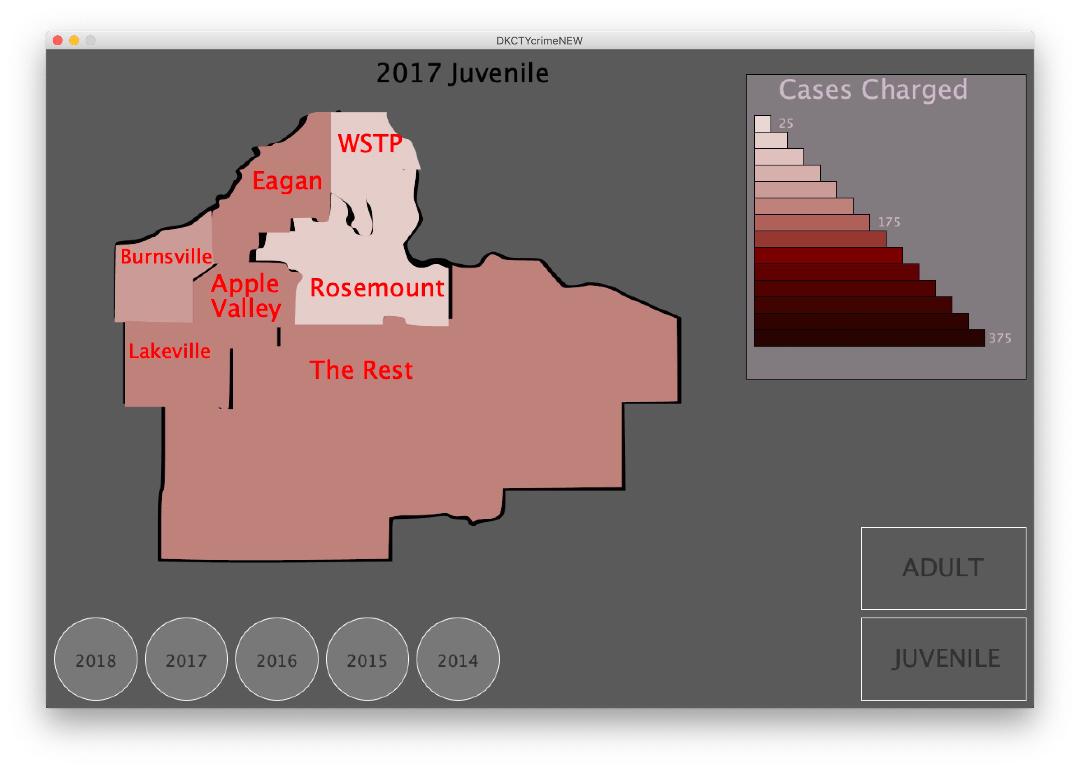 DKCTYcrimeNEW
2017 Juvenile
Cases Charged
25
175
375
WSTP
Eagan
Burnsville
Apple
Valley
Rosemount
Lakeville
The Rest
ADULT
JUVENILE
2018
2017
2016
2015
2014